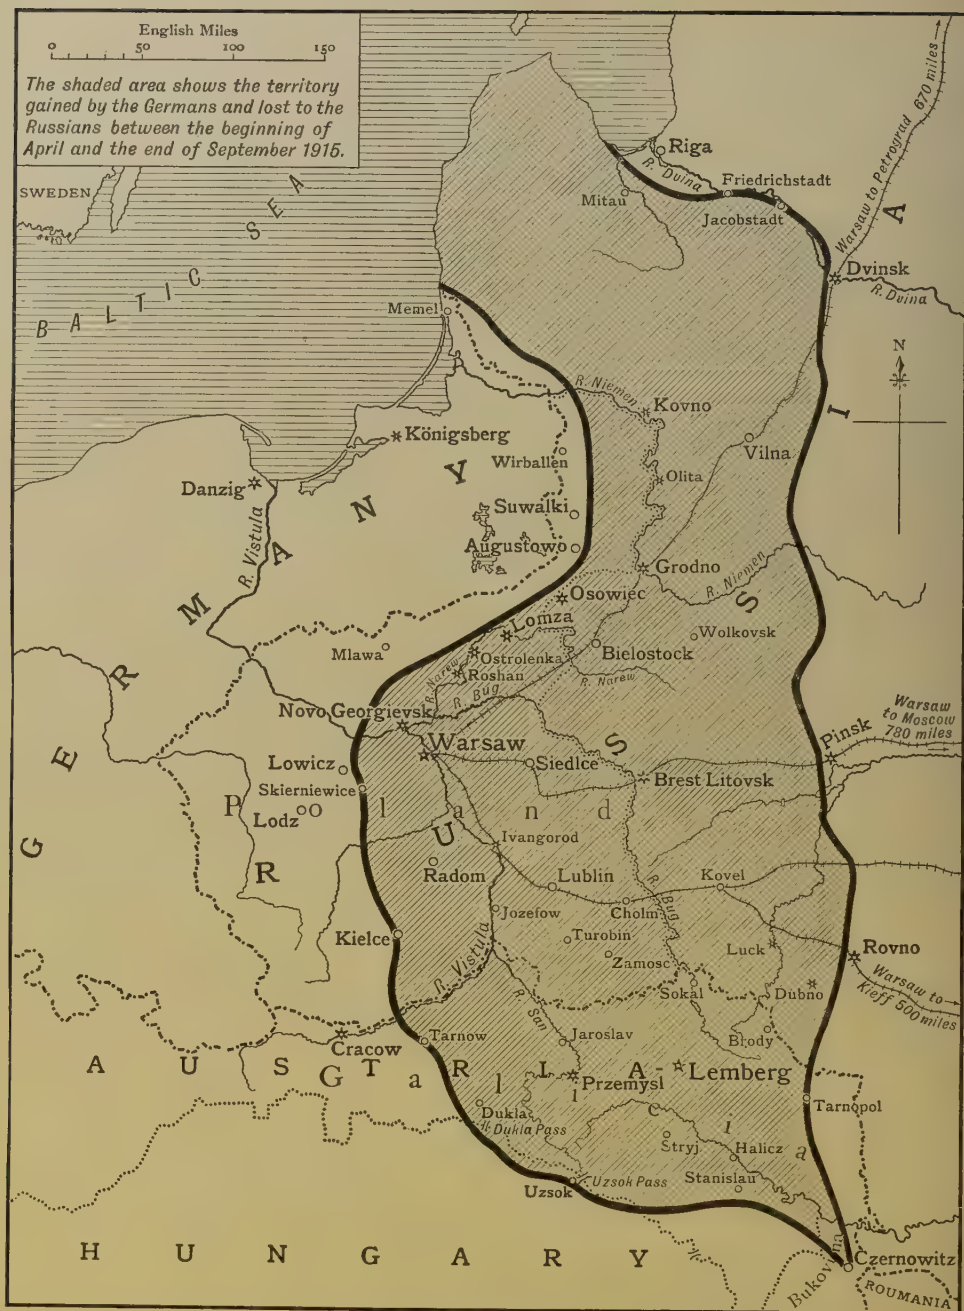 English Miles
0 50 100 150
The shaded area shows the territory
gained by the Germans and lost to the
Russians between the beginning of
April and the end of September 1915.
SWEDEN
BALTIC SEA
Riga
R. Dvina
Mitau
Friedrichstadt
Jacobstadt
Warsaw to Petrograd 670 miles
Dvinsk
R. Duina
Memel
N
R. Niemen
Kovno
Königsberg
Wirballen
Vilna
Olita
Danzig
Suwalki
Augustowo
R. Vistula
Grodno
R. Niemen
Osowiec
Lomza
Wolkovsk
Mlawa
Ostrolenka
Bielostock
Roshan
R. Narew
R. Narew
R. Bug
Novo Georgievsk
Warsaw
Warsaw
to Moscow
780 miles
Pinsk
Lowicz
Siedlce
Brest Litovsk
Skierniewice
Lodz
Ivangorod
Radom
Lublin
Kovel
Cholm
R. Bug
Jozefow
Kielce
Turobin
Luck
Rovno
Zamosc
R. Vistula
Warsaw to
Kieff 500 miles
Sokal
Dubno
R. San
Cracow
Tarnow
Jaroslav
Brody
Przemysl
Lemberg
Tarnopol
Dukla
Dukla Pass
Stryj
Halicz
Uzsok
Uzsok Pass
Stanislau
Czernowitz
Bukovina
ROUMANIA
GERMANY
RUSSIA
Poland
AUSTRIA-
Galicia
HUNGARY